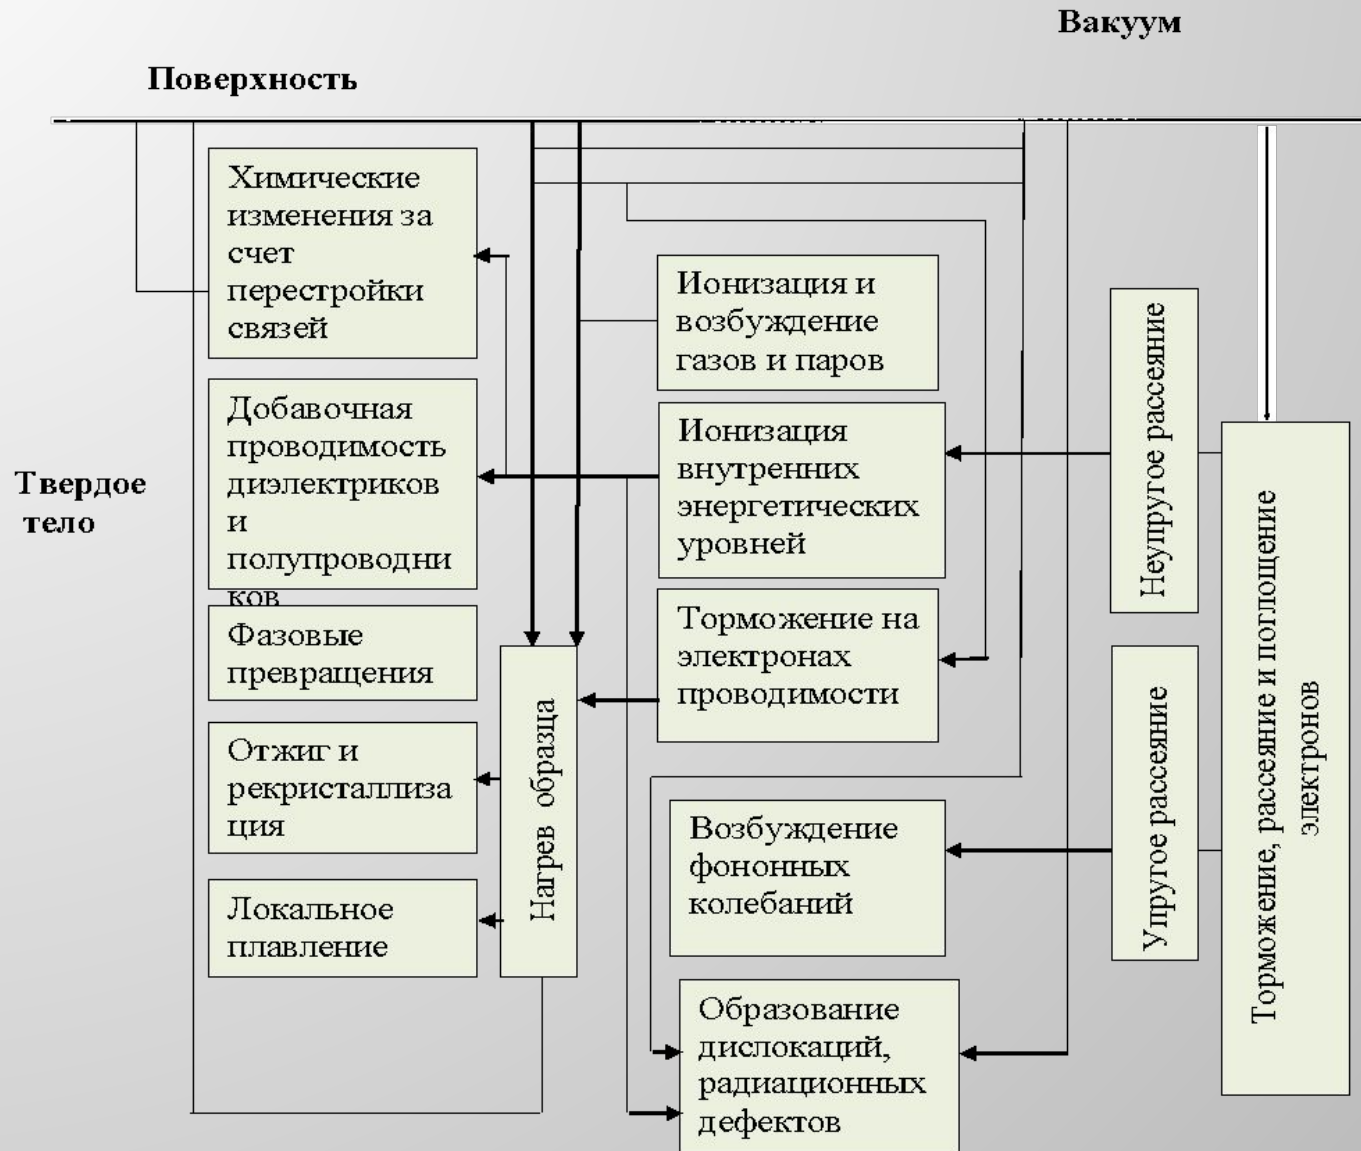 Вакуум
Поверхность
Химические
изменения за
счет
перестройки
связей
Добавочная
проводимость
диэлектриков
и
полупроводни
ков
Фазовые
превращения
Отжиг и
рекристаллиза
ция
Локальное
плавление
Твердое
тело
Нагрев образца
Ионизация и
возбуждение
газов и паров
Ионизация
внутренних
энергетических
уровней
Торможение на
электронах
проводимости
Возбуждение
фононных
колебаний
Образование
дислокаций,
радиационных
дефектов
Неупругое рассеяние
Упругое рассеяние
Торможение, рассеяние и поглощение
электронов